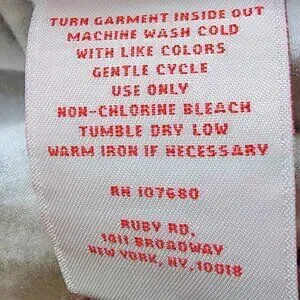 TURN GARMENT INSIDE OUT
MACHINE WASH COLD
WITH LIKE COLORS
GENTLE CYCLE
USE ONLY
NON-CHLORINE BLEACH
TUMBLE DRY LOW
WARM IRON IF NECESSARY
RN 107680
RUBY RD.
1411 BROADWAY
NEW YORK, NY.10018